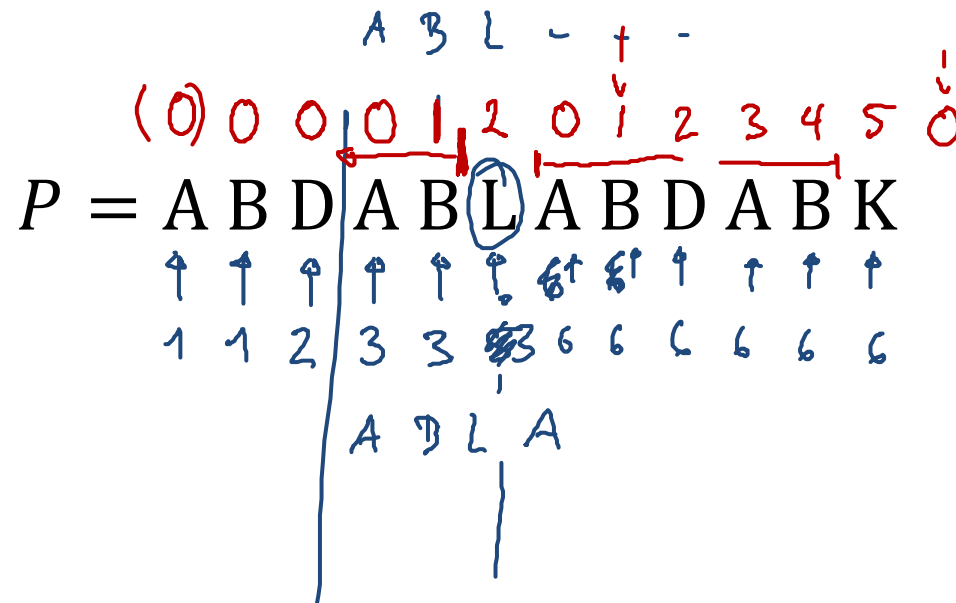 A B L - - -
(0) 0 0 0 1 2 0 1 2 3 4 5 0
P = A B D A B L A B D A B K
1 1 2 3 3 3 6 6 6 6 6 6
A B L A